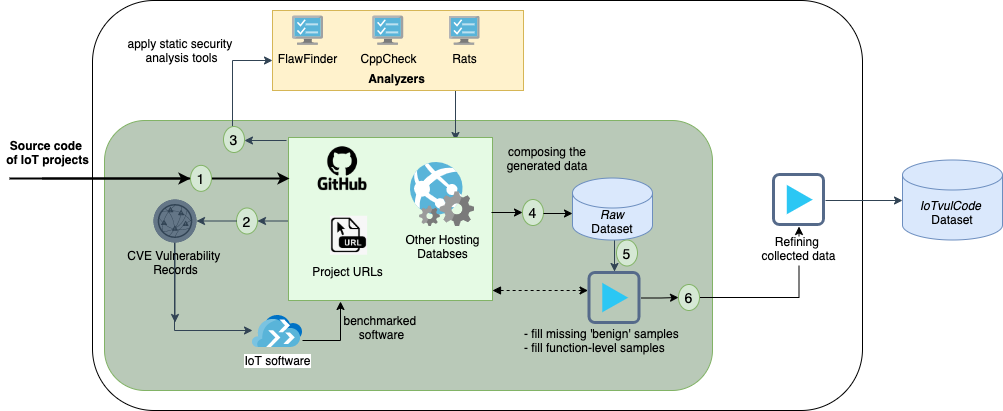 apply static security
analysis tools
FlawFinder
CppCheck
Rats
Analyzers
Source code
of IoT projects
1
3
2
CVE Vulnerability
Records
GitHub
URL
Project URLs
Other Hosting
Databses
composing the
generated data
4
Raw
Dataset
5
6
- fill missing 'benign' samples
- fill function-level samples
benchmarked
software
IoT software
Refining
collected data
IoTvulCode
Dataset